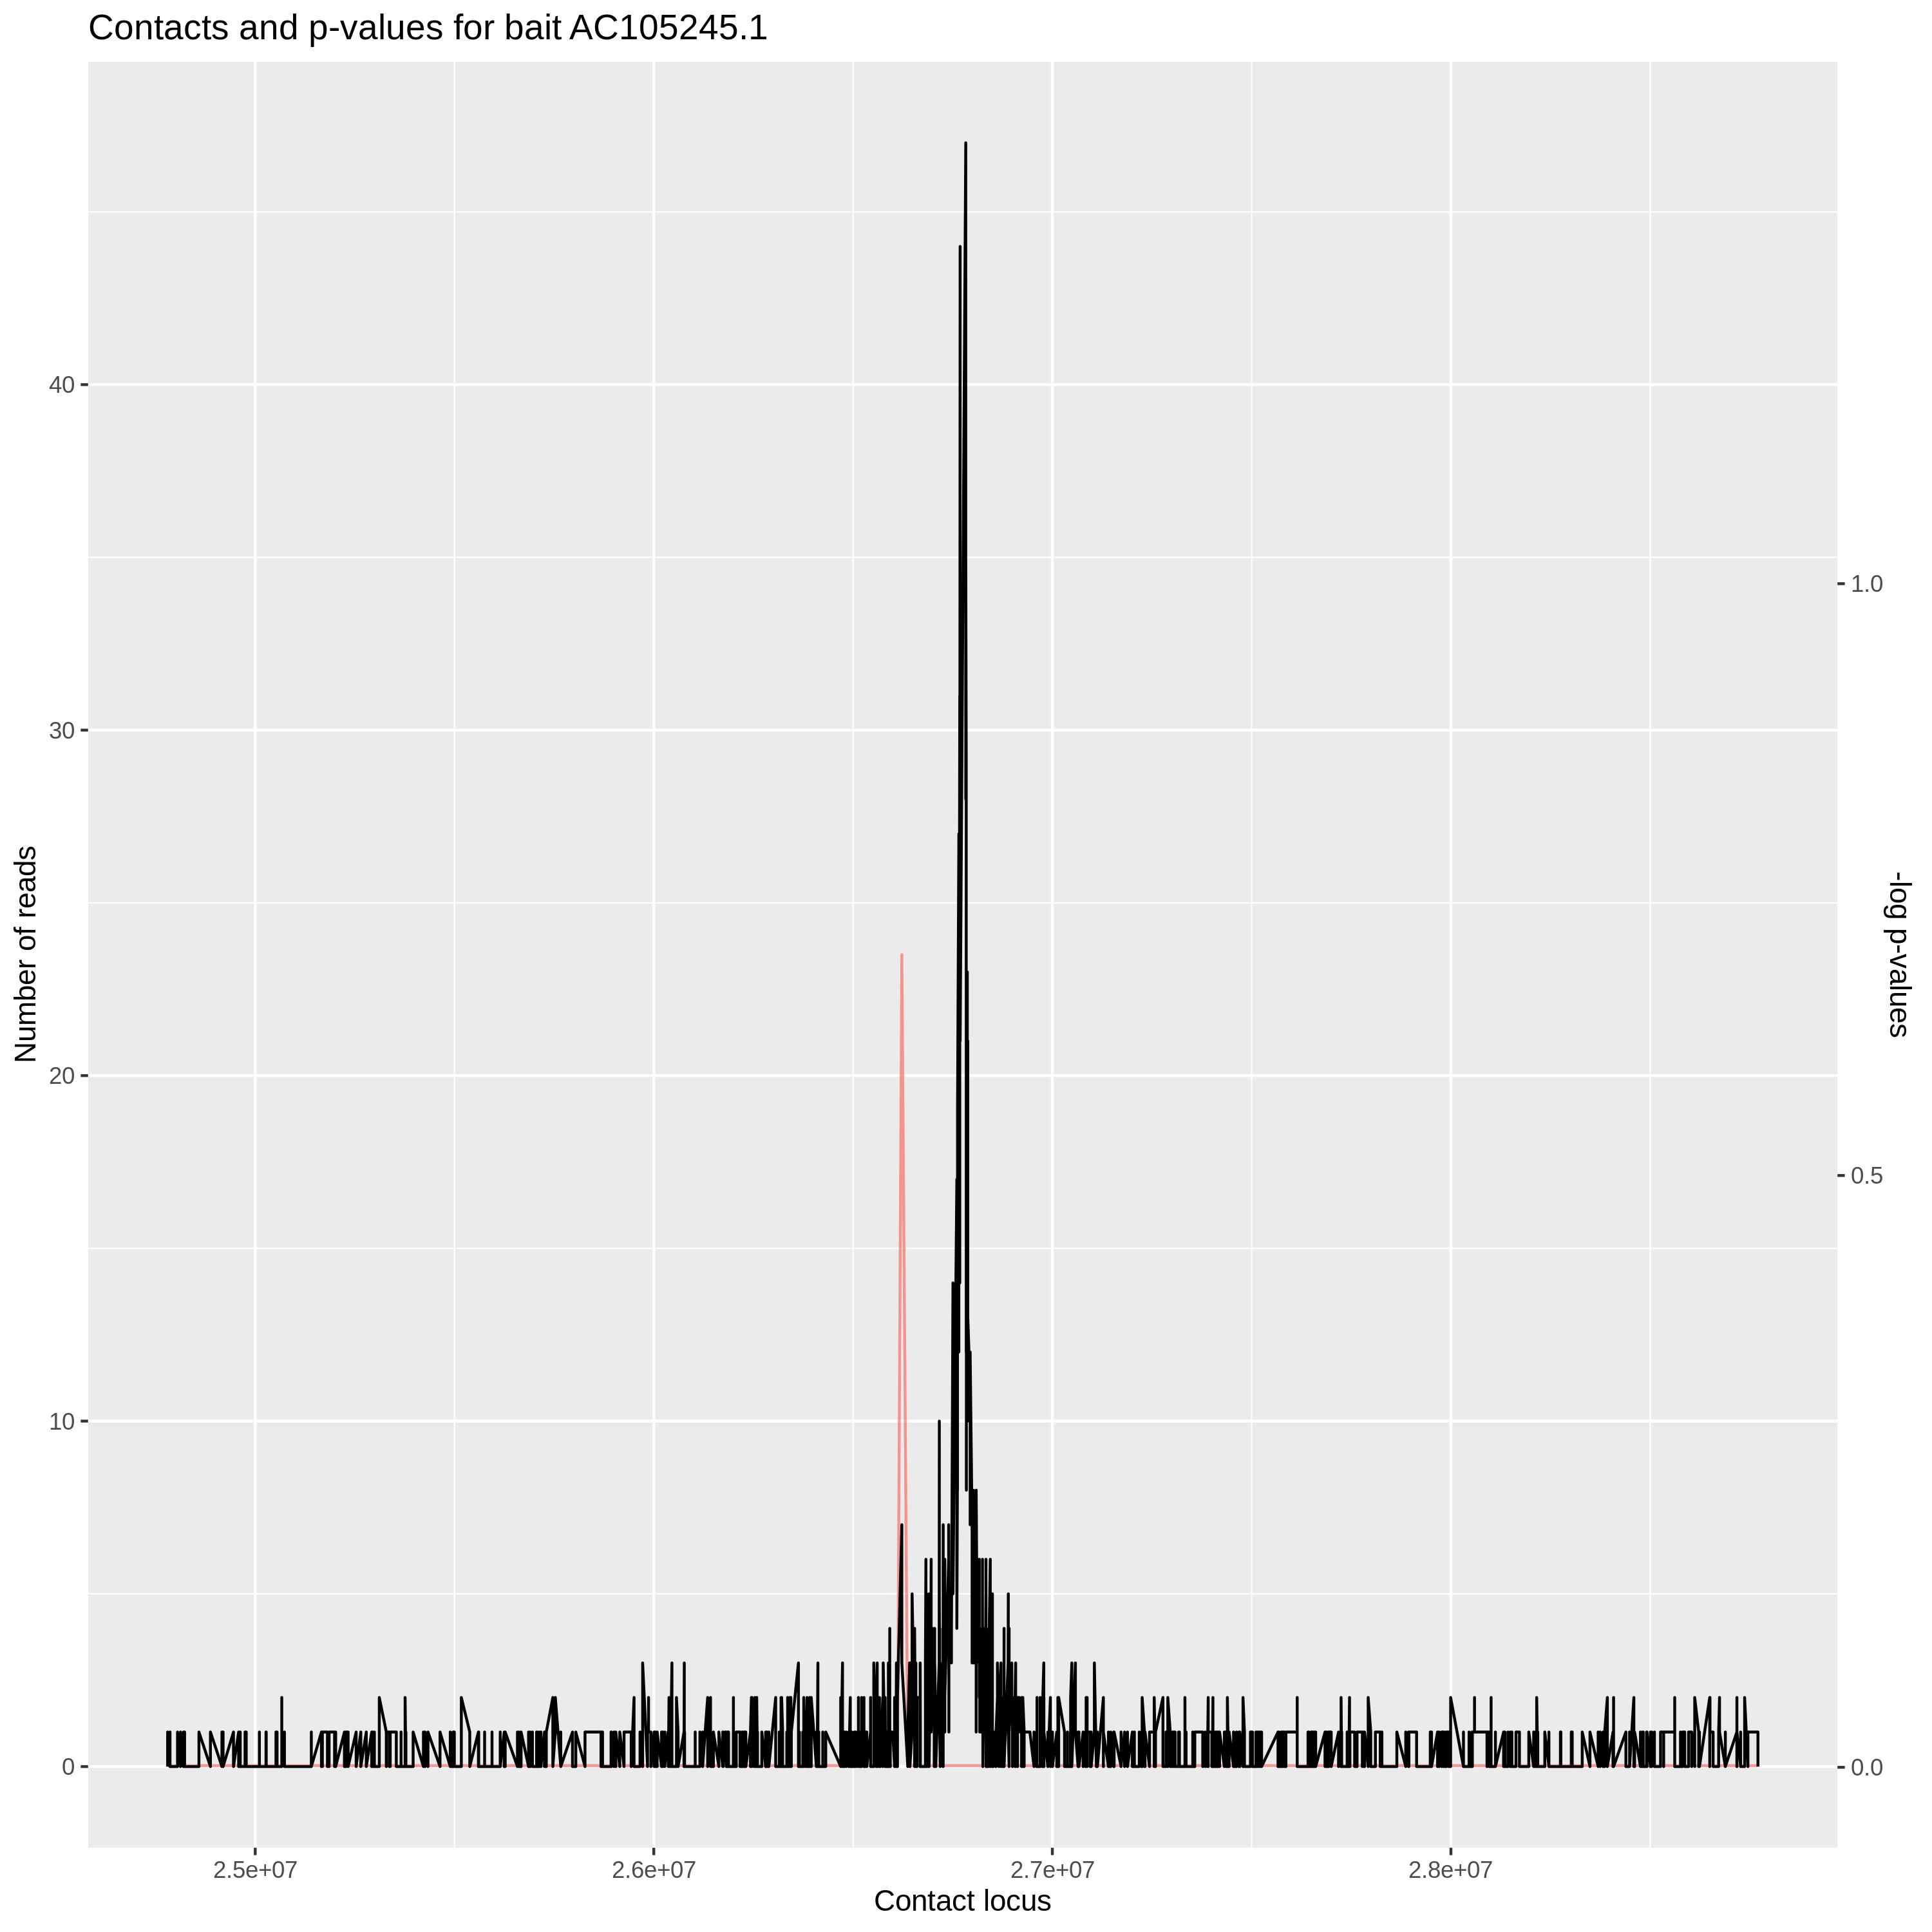 Contacts and p-values for bait AC105245.1
40
30
20
10
0
Number of reads
1.0
0.5
0.0
-log p-values
2.5e+07
2.6e+07
2.7e+07
2.8e+07
Contact locus